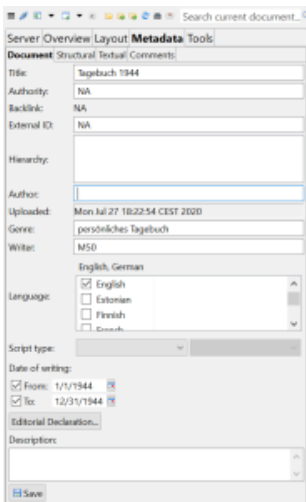 Search current document...
Server Overview Layout Metadata Tools
Document Structural Textual Comments
Title: Tagebuch 1944
Authority: NA
Backlink: NA
External ID: NA
Hierarchy:
Author:
Uploaded: Mon Jul 27 18:22:54 CEST 2020
Genre: persönliches Tagebuch
Writer: M50
English, German
Language:
English
Estonian
Finnish
French
Script type:
Date of writing:
From: 1/1/1944
To: 12/31/1944
Editorial Declaration...
Description:
Save